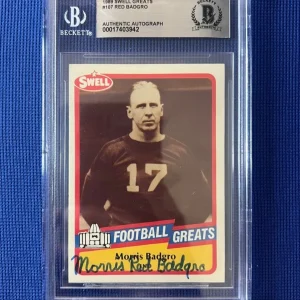 1989 SWELL GREATS
#107 RED BADGRO
AUTHENTIC AUTOGRAPH
00017403942
BECKETT
SWELL
17
FOOTBALL GREATS
Morris Badgro
Morris Red Badgro